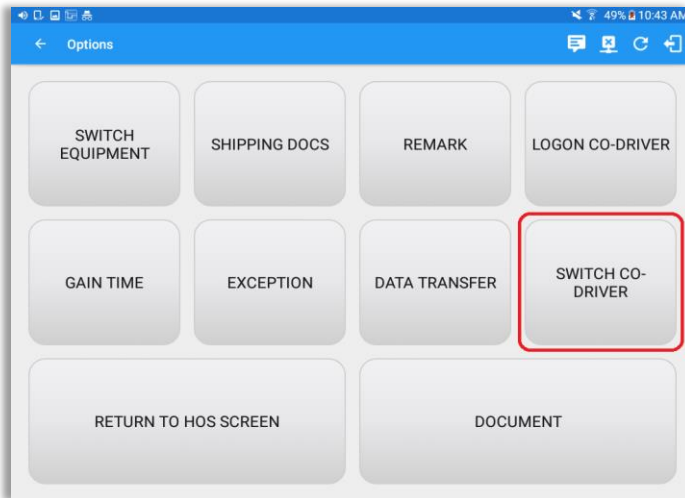 49% 10:43 AM
Options
SWITCH
EQUIPMENT
SHIPPING DOCS
REMARK
LOGON CO-DRIVER
GAIN TIME
EXCEPTION
DATA TRANSFER
SWITCH CO-
DRIVER
RETURN TO HOS SCREEN
DOCUMENT